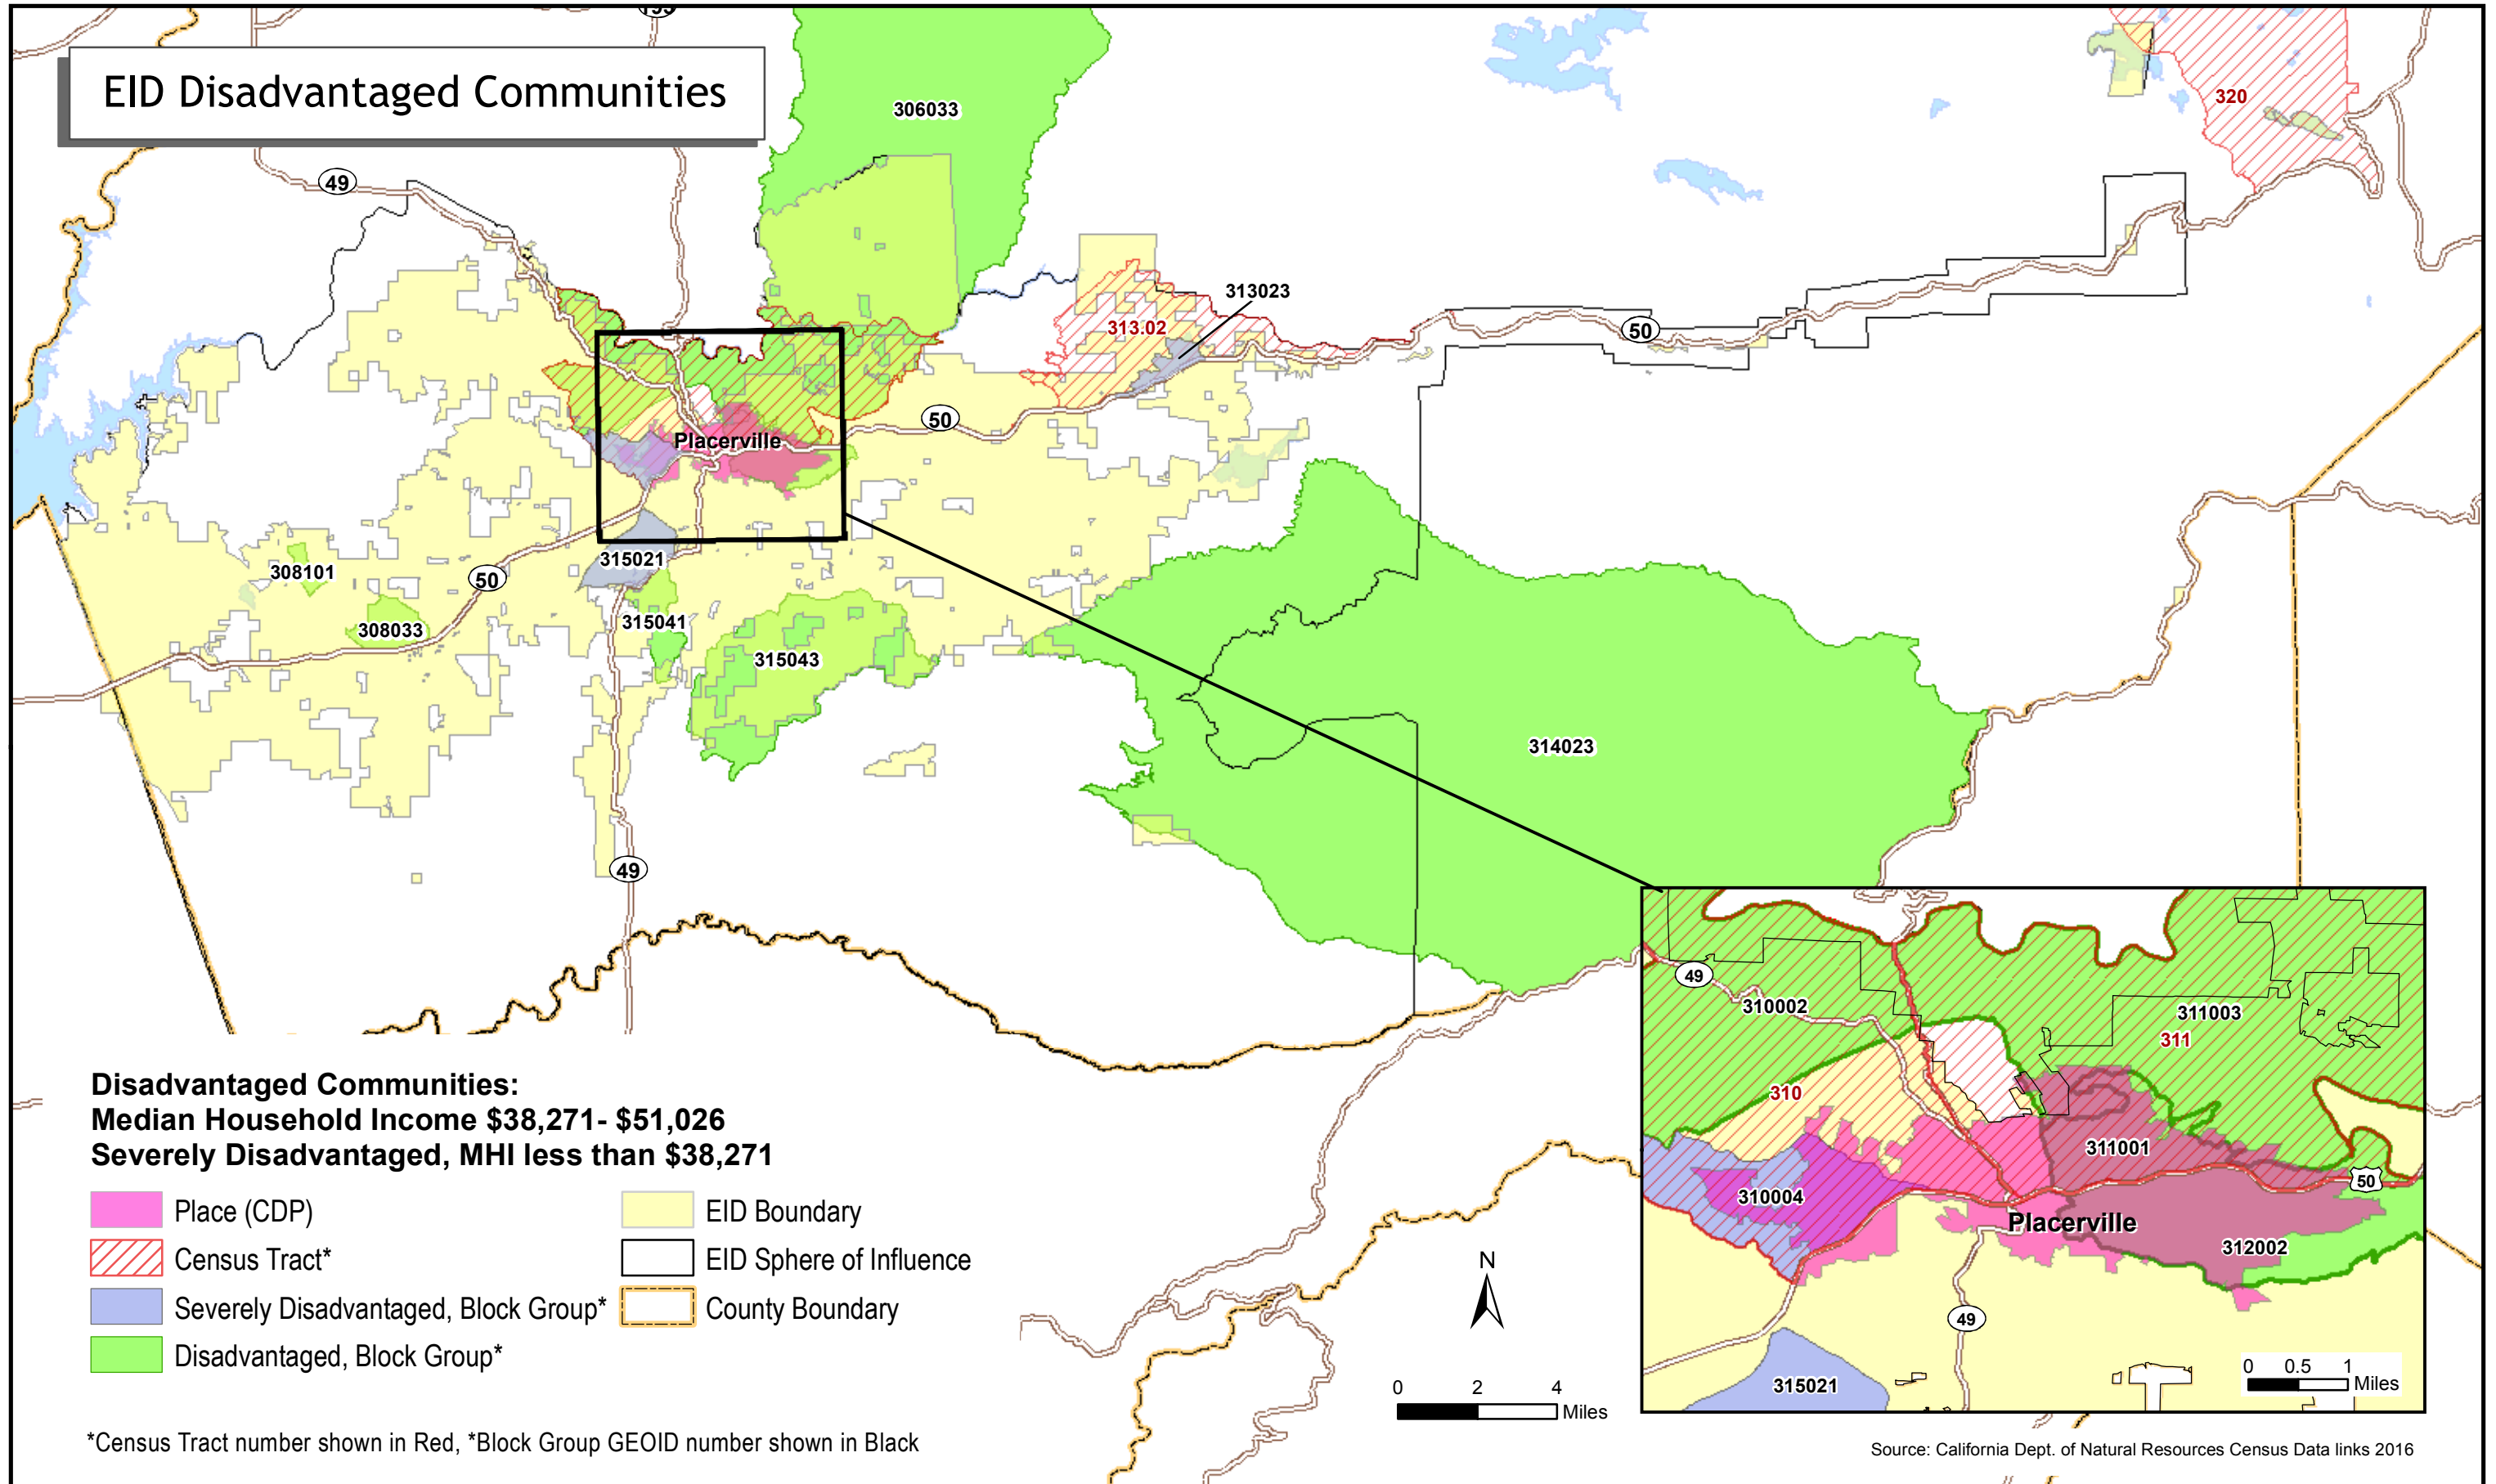 193
EID Disadvantaged Communities
306033
320
49
313023
313.02
50
50
Placerville
308101
50
315021
308033
315041
315043
314023
49
49
310002
311003
311
310
311001
310004
50
Placerville
312002
49
315021
0 0.5 1
Miles
Disadvantaged Communities:
Median Household Income $38,271- $51,026
Severely Disadvantaged, MHI less than $38,271
Place (CDP)
EID Boundary
Census Tract*
EID Sphere of Influence
Severely Disadvantaged, Block Group*
County Boundary
Disadvantaged, Block Group*
N
0 2 4
Miles
*Census Tract number shown in Red, *Block Group GEOID number shown in Black
Source: California Dept. of Natural Resources Census Data links 2016